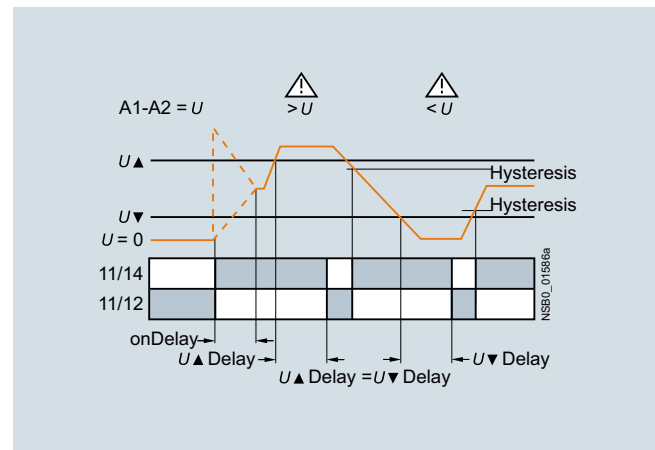 A1-A2 = U
>U
<U
U▲
Hysteresis
U▼
Hysteresis
U = 0
11/14
11/12
NSB0_01586a
onDelay
U▲ Delay
U▼ Delay
U▲ Delay =U▼ Delay